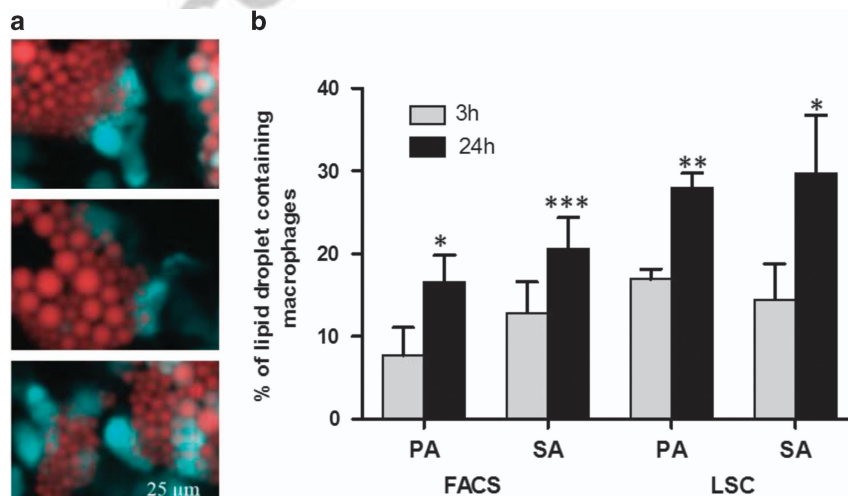 a
b
25 µm
% of lipid droplet containing
macrophages
40
30
20
10
0
3h
24h
*
***
**
*
PA
SA
PA
SA
FACS
LSC